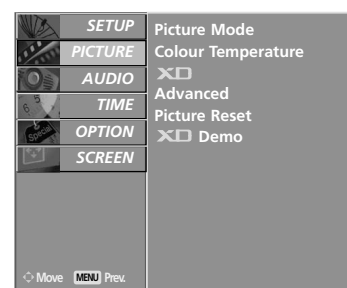 SETUP
PICTURE
AUDIO
TIME
OPTION
SCREEN
Move MENU Prev.
Picture Mode
Colour Temperature
XD
Advanced
Picture Reset
XD Demo
Special